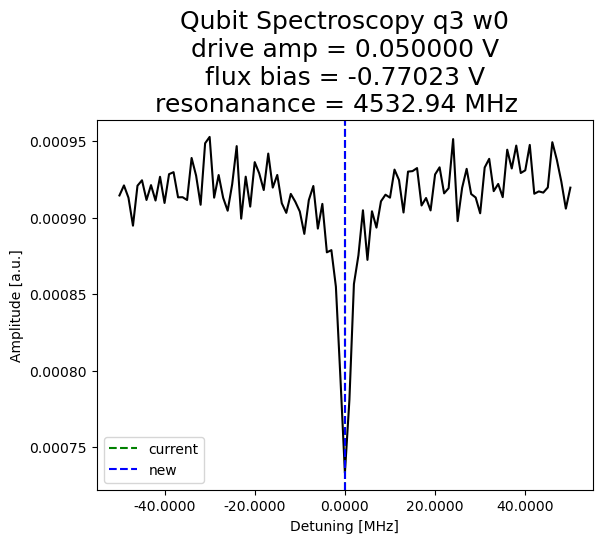 Qubit Spectroscopy q3 w0
drive amp = 0.050000 V
flux bias = -0.77023 V
resonanance = 4532.94 MHz
0.00095
0.00090
0.00085
0.00080
0.00075
Amplitude [a.u.]
current
new
-40.0000 -20.0000 0.0000 20.0000 40.0000
Detuning [MHz]